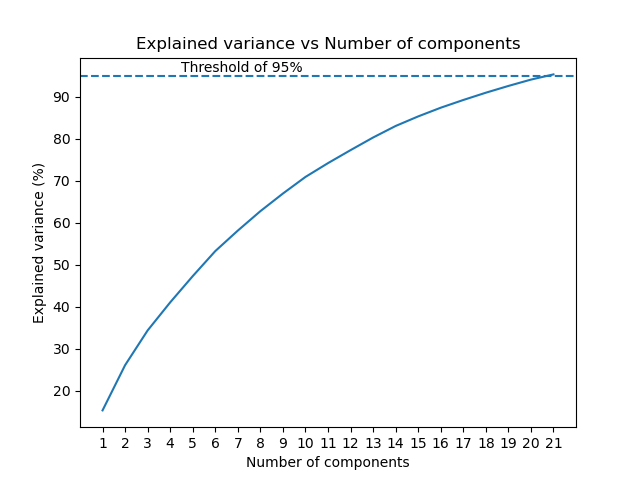 Explained variance vs Number of components
Threshold of 95%
Explained variance (%)
90
80
70
60
50
40
30
20
1 2 3 4 5 6 7 8 9 10 11 12 13 14 15 16 17 18 19 20 21
Number of components